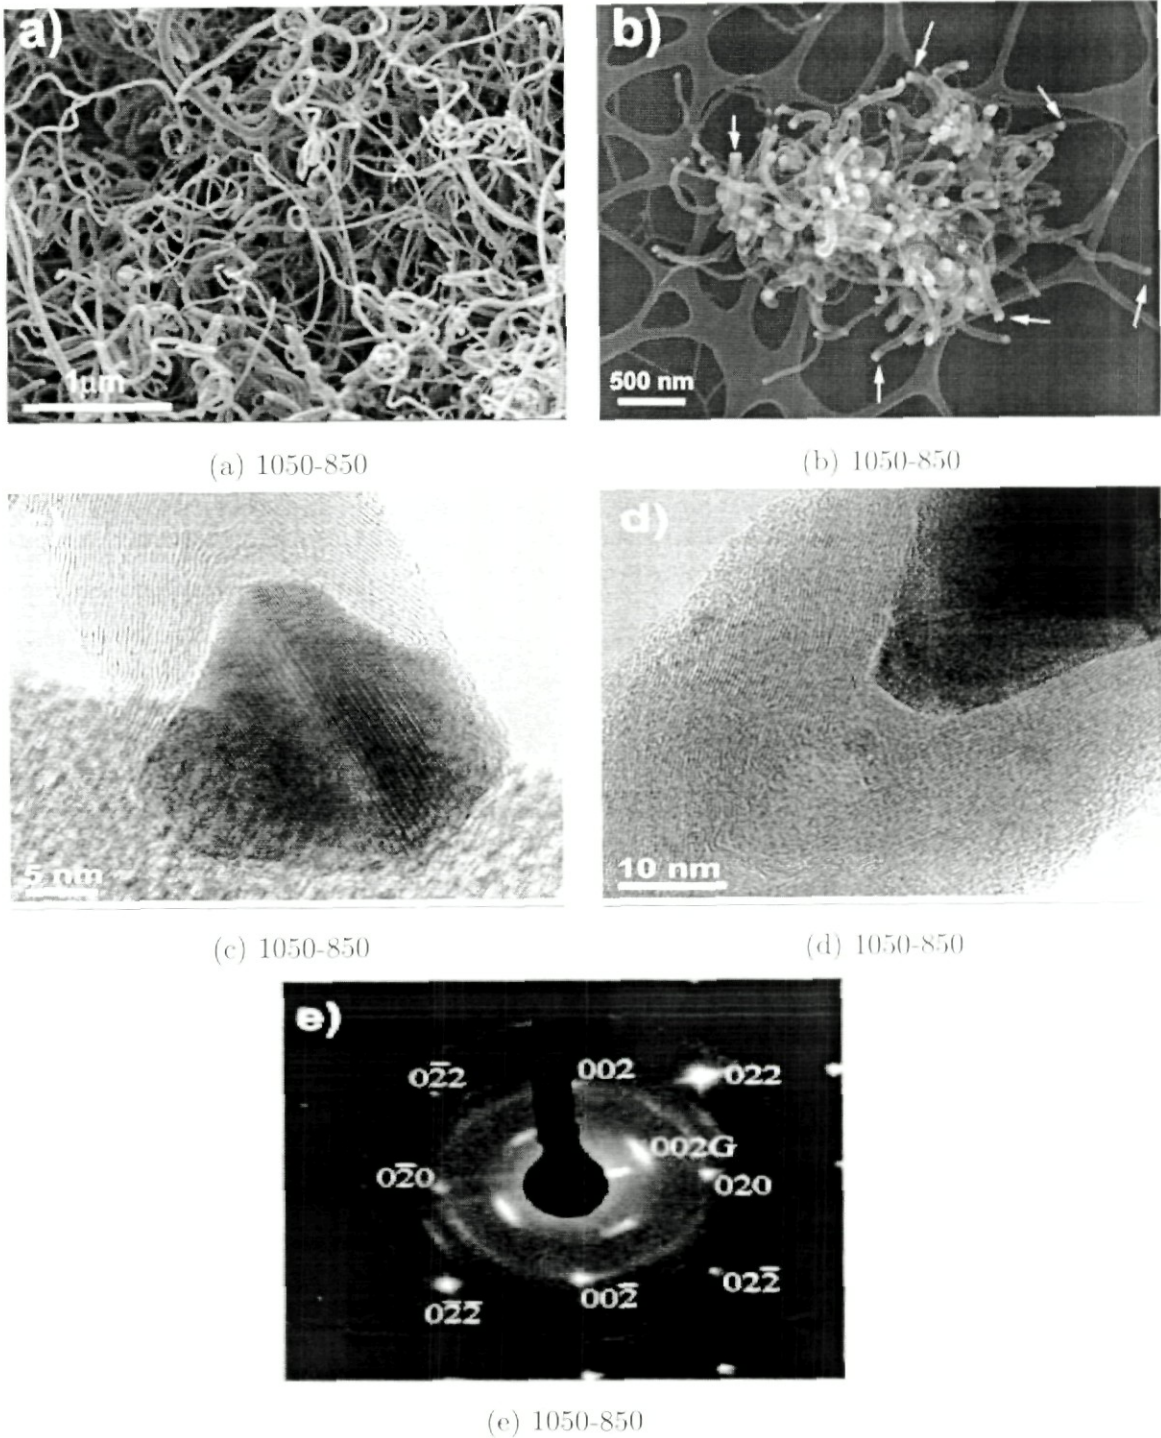 a)
1μm
b)
500 nm
(a) 1050-850
(b) 1050-850
5 nm
d)
10 nm
(c) 1050-850
(d) 1050-850
e)
02̅2
002
022
002G
02̅0
020
02̅2̅
002̅
022̅
(e) 1050-850